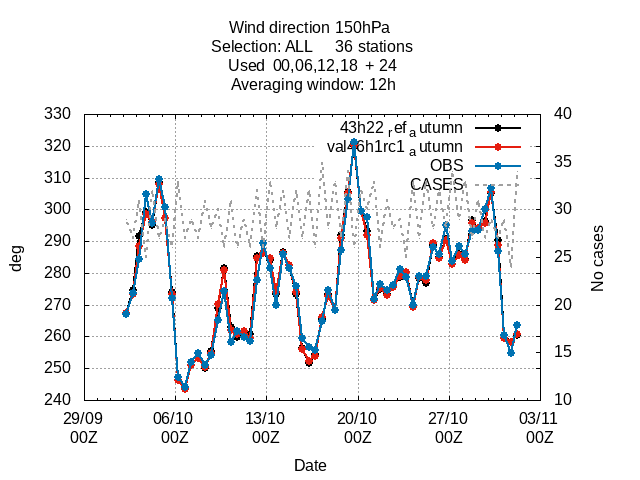 Wind direction 150hPa
Selection: ALL 36 stations
Used 00,06,12,18 + 24
Averaging window: 12h
330 40
320 35
310
300 30
290
280 25
270 20
260
250 15
240 10
43h22 refautumn
val46h1rc1 autumn
OBS
CASES
deg
No cases
29/09 06/10 13/10 20/10 27/10 03/11
00Z 00Z 00Z 00Z 00Z 00Z
Date